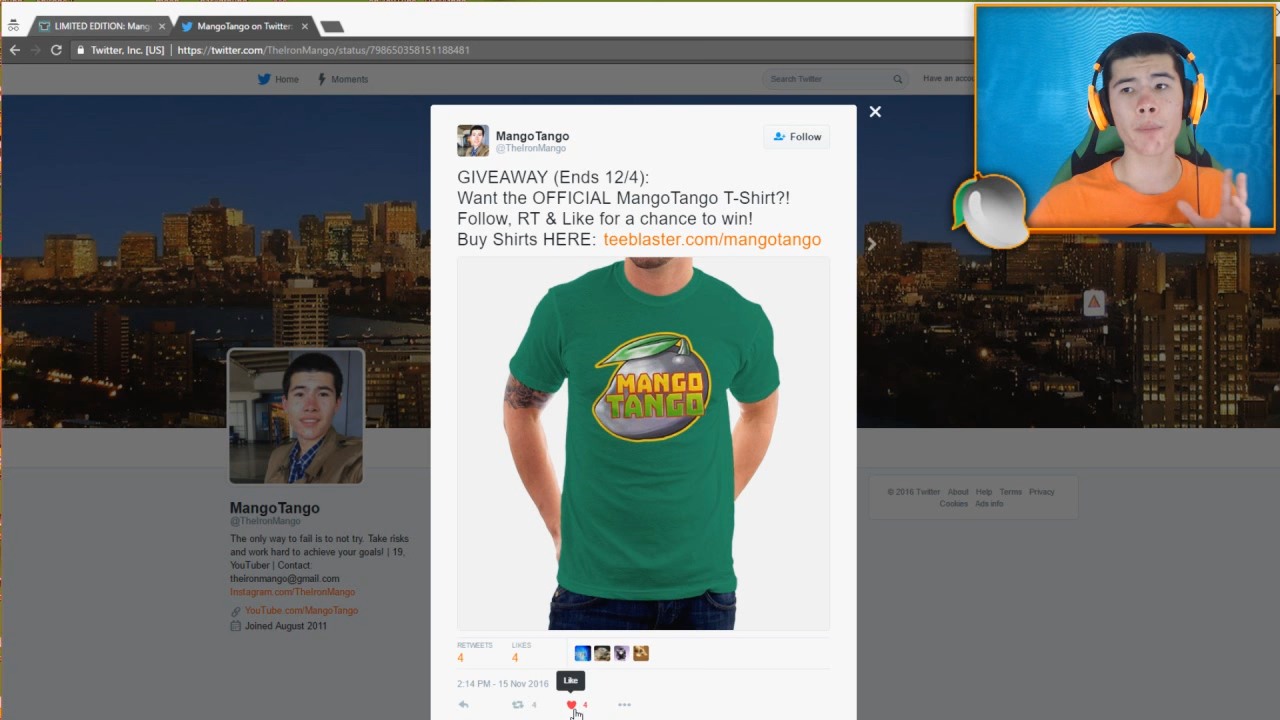 LIMITED EDITION: Mang
MangoTango on Twitter:
Twitter, Inc. [US] | https://twitter.com/TheIronMango/status/798650358151188481
Home
Moments
Search Twitter
Have an accou
MangoTango
@TheIronMango
Follow
GIVEAWAY (Ends 12/4):
Want the OFFICIAL MangoTango T-Shirt?!
Follow, RT & Like for a chance to win!
Buy Shirts HERE: teeblaster.com/mangotango
MANGO
TANGO
RETWEETS
4
LIKES
4
Like
2:14 PM - 15 Nov 2016
4
4
MangoTango
@TheIronMango
The only way to fail is to not try. Take risks
and work hard to achieve your goals! | 19,
YouTuber | Contact:
theironmango@gmail.com
Instagram.com/TheIronMango
YouTube.com/MangoTango
Joined August 2011
© 2016 Twitter About Help Terms Privacy
Cookies Ads info